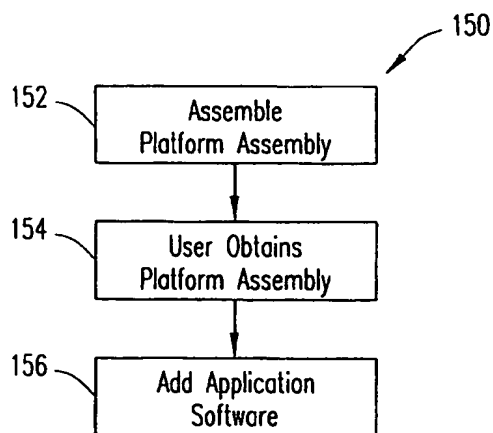 150
152
Assemble
Platform Assembly
154
User Obtains
Platform Assembly
156
Add Application
Software